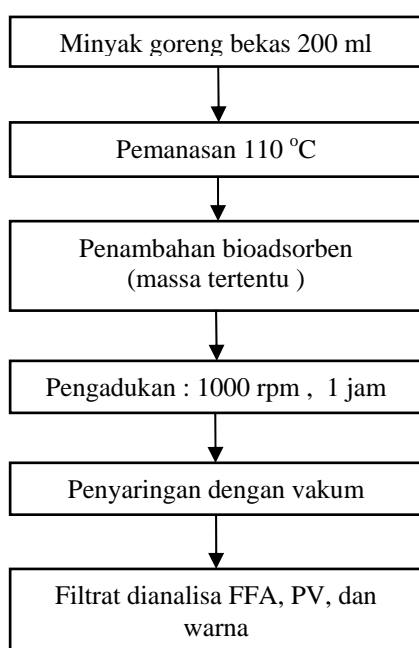 Minyak goreng bekas 200 ml
Pemanasan 110 °C
Penambahan bioadsorben
(massa tertentu )
Pengadukan : 1000 rpm , 1 jam
Penyaringan dengan vakum
Filtrat dianalisa FFA, PV, dan
warna